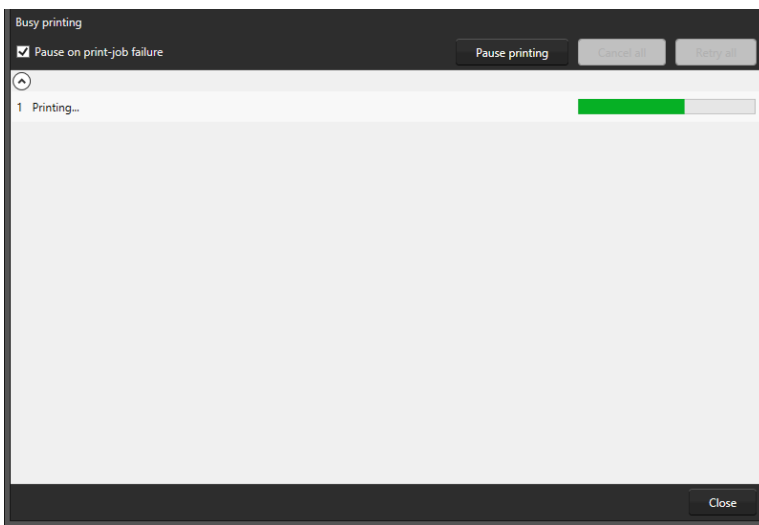 Busy printing
Pause on print-job failure
Pause printing
Cancel all
Retry all
1 Printing...
Close